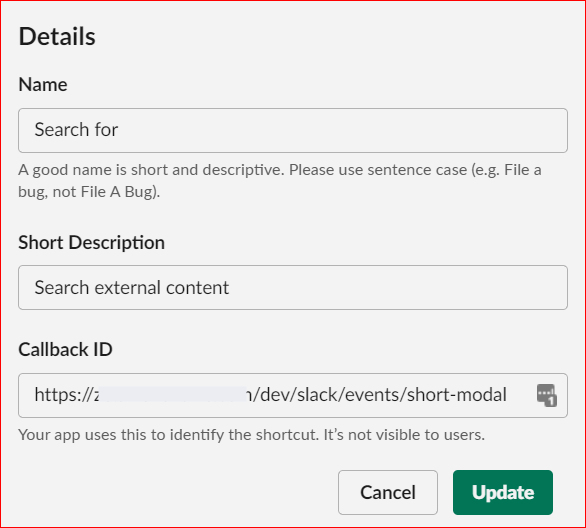 Details
Name
Search for
A good name is short and descriptive. Please use sentence case (e.g. File a
bug, not File A Bug).
Short Description
Search external content
Callback ID
https://z /dev/slack/events/short-modal
1
Your app uses this to identify the shortcut. It’s not visible to users.
Cancel
Update